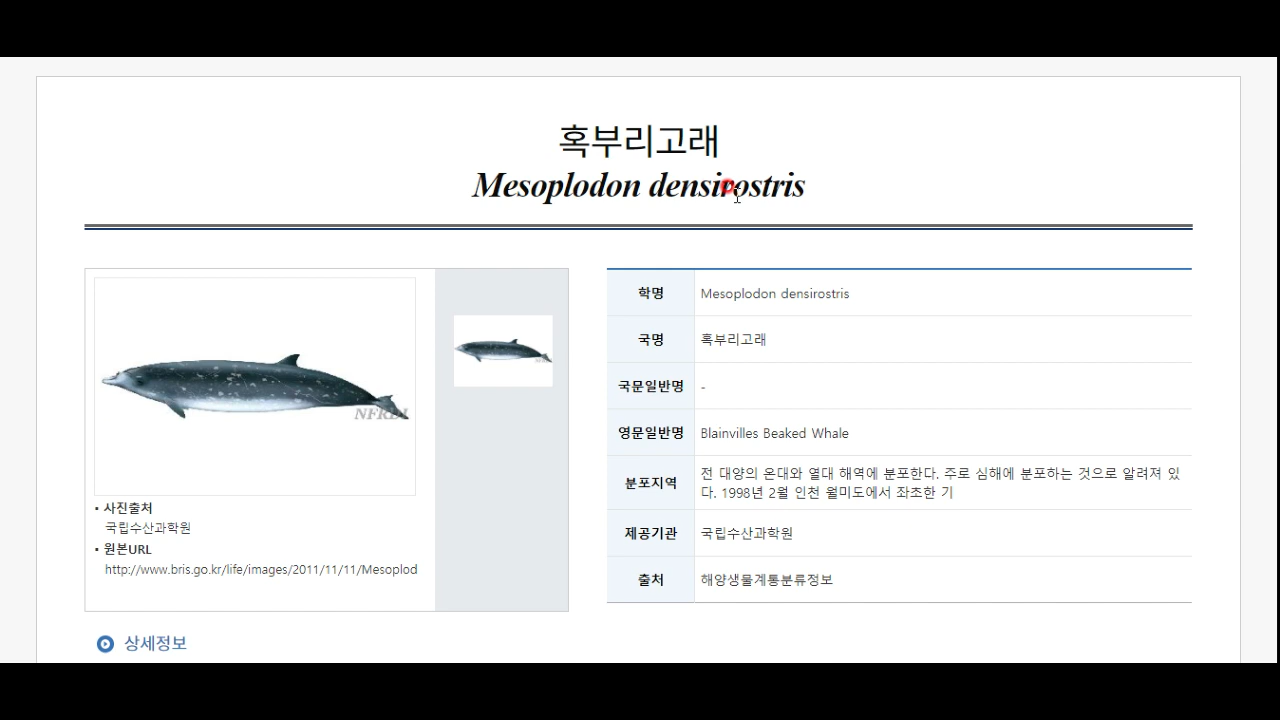 혹부리고래
Mesoplodon densirostris
NFRDI
• 사진출처
국립수산과학원
• 원본URL
http://www.bris.go.kr/life/images/2011/11/11/Mesoplod
학명 Mesoplodon densirostris
국명 혹부리고래
국문일반명 -
영문일반명 Blainvilles Beaked Whale
분포지역 전 대양의 온대와 열대 해역에 분포한다. 주로 심해에 분포하는 것으로 알려져 있
다. 1998년 2월 인천 월미도에서 좌초한 기
제공기관 국립수산과학원
출처 해양생물계통분류정보
상세정보